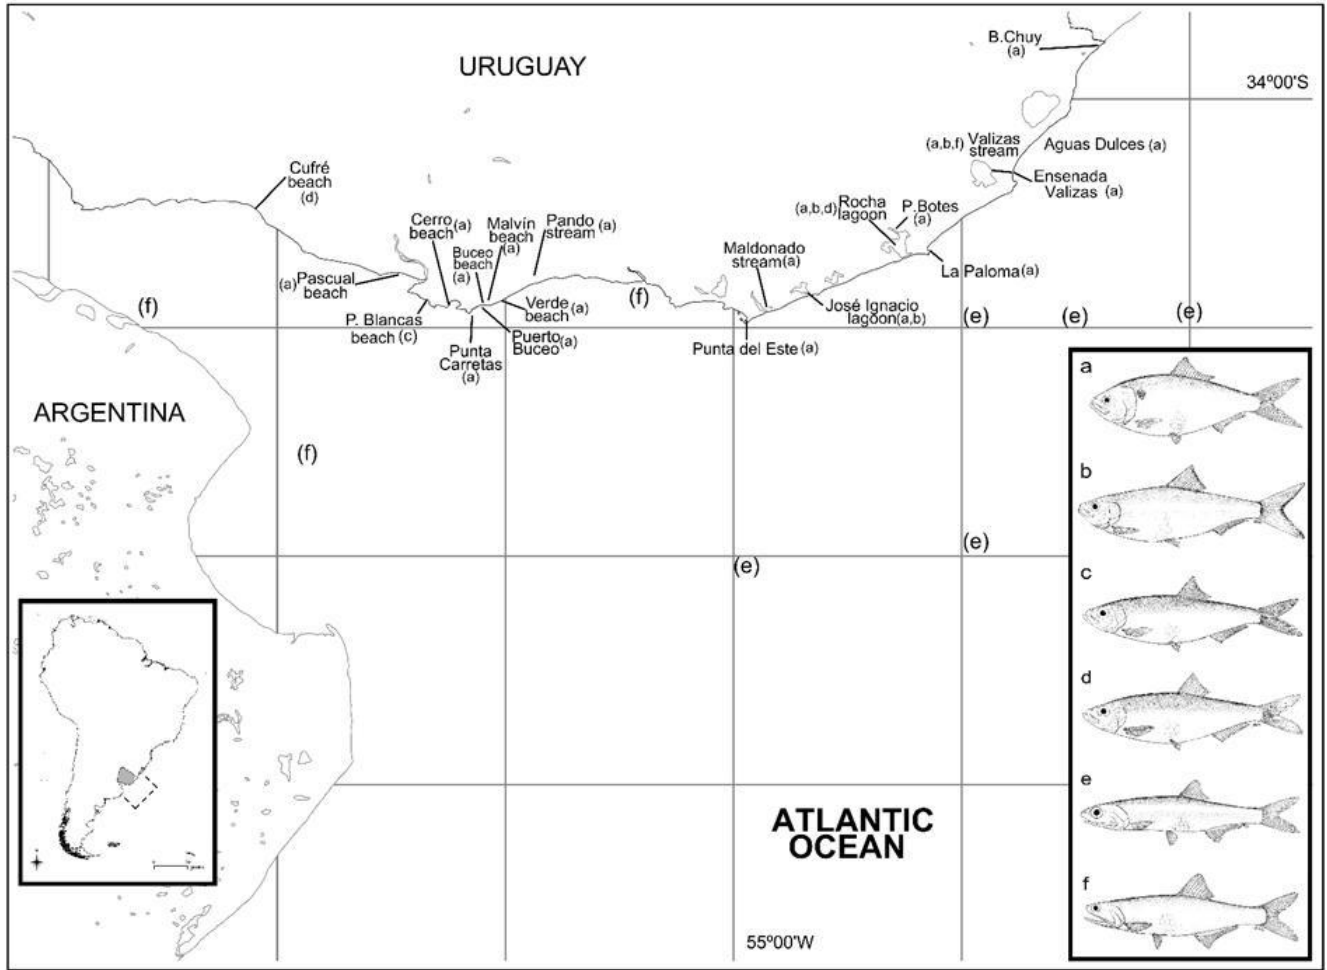 B.Chuy
(a)
URUGUAY
34º00'S
(a,b,f) Valizas
stream
Aguas Dulces (a)
Cufré
beach
(d)
Ensenada
Valizas (a)
(a,b,d) Rocha
lagoon
P.Botes
(a)
Cerro (a)
beach
Malvín
beach
(a)
Pando (a)
stream
Buceo
beach
(a)
Maldonado
stream (a)
La Paloma (a)
(a) Pascual
beach
(f)
(f)
Verde (a)
beach
José Ignacio
lagoon (a,b)
(e)
(e)
(e)
P. Blancas
beach (c)
Puerto (a)
Buceo
Punta
Carretas
(a)
Punta del Este (a)
ARGENTINA
(f)
(e)
(e)
a
b
c
d
e
f
ATLANTIC
OCEAN
55º00'W